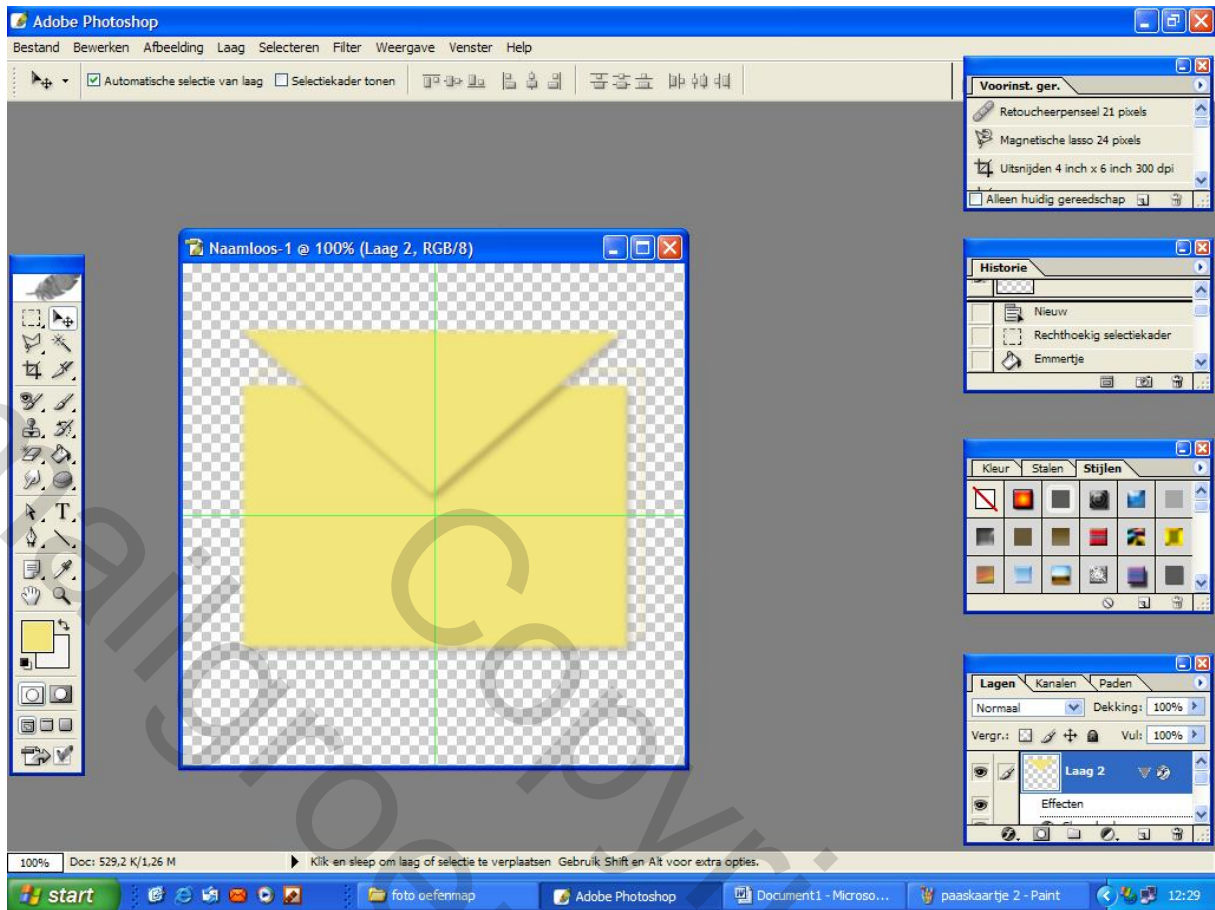 Adobe Photoshop
Bestand Bewerken Afbeelding Laag Selecteren Filter Weergave Venster Help
Automatische selectie van laag Selectiekader tonen
Voorinst. ger.
Retoucheerpenseel 21 pixels
Magnetische lasso 24 pixels
Uitsnijden 4 inch x 6 inch 300 dpi
Alleen huidig gereedschap
Naamloos-1 @ 100% (Laag 2, RGB/8)
Historie
Nieuw
Rechthoekig selectiekader
Emmertje
Kleur Stalen Stijlen
T
Lagen Kanalen Paden
Normaal Dekking: 100%
Vergr.: Vul: 100%
Laag 2
Effecten
100% Doc: 529,2 K/1,26 M Klik en sleep om laag of selectie te verplaatsen Gebruik Shift en Alt voor extra opties.
start foto oefenmap Adobe Photoshop Document1 - Microso... paaskaartje 2 - Paint 12:29